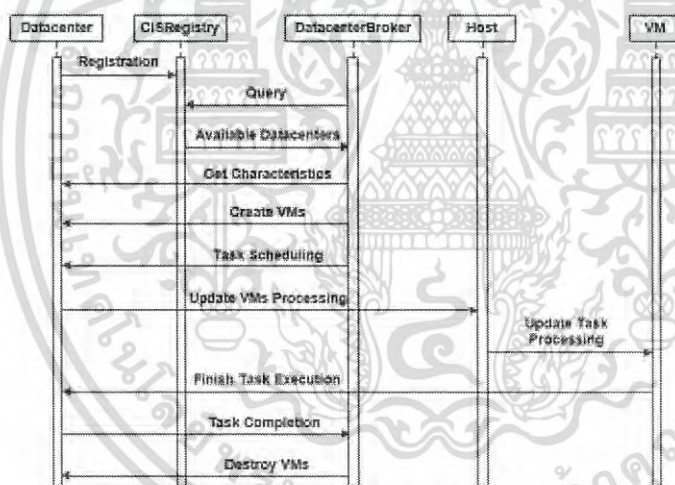 Datacenter
CISRegistry
DatacenterBroker
Host
VM
Registration
Query
Available Datacenters
Get Characteristics
Create VMs
Task Scheduling
Update VMs Processing
Update Task
Processing
Finish Task Execution
Task Completion
Destroy VMs